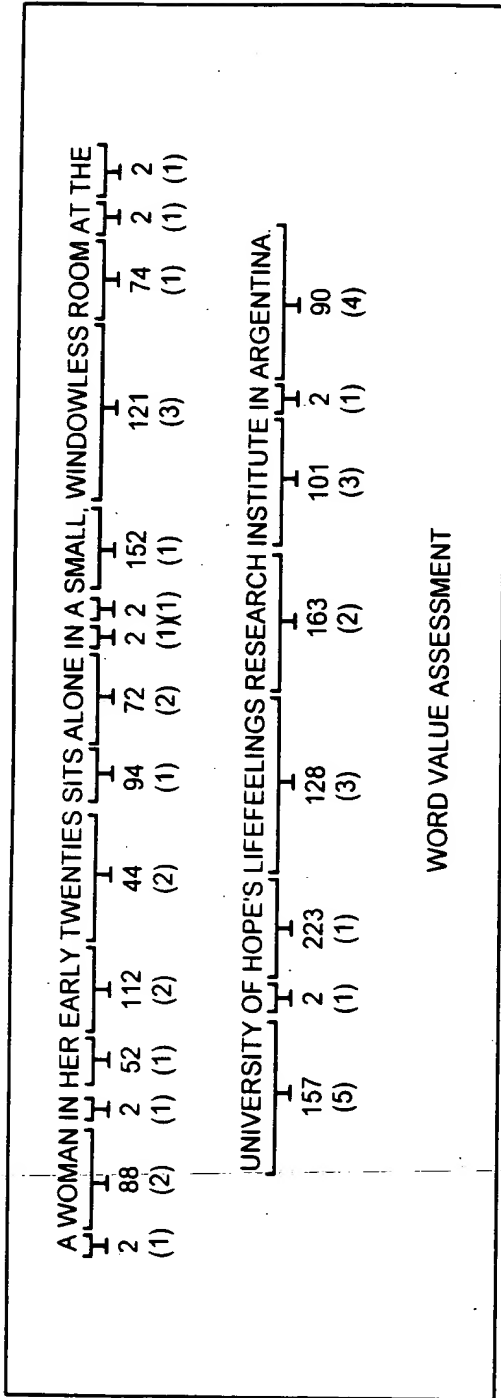 A WOMAN IN HER EARLY TWENTIES SITS ALONE IN A SMALL, WINDOWLESS ROOM AT THE
2 88 2 52 112 44 94 72 2 2 152 121 74 2 2
(1) (2) (1) (1) (2) (2) (1) (2) (1)(1) (1) (3) (1) (1) (1)
UNIVERSITY OF HOPE'S LIFEFEELINGS RESEARCH INSTITUTE IN ARGENTINA.
157 2 223 128 163 101 2 90
(5) (1) (1) (3) (2) (3) (1) (4)
WORD VALUE ASSESSMENT